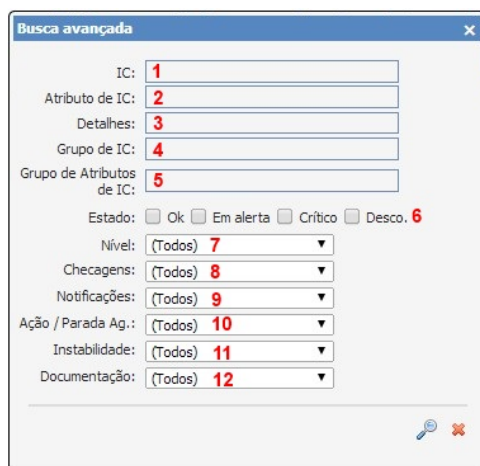 Busca avançada
IC: 1
Atributo de IC: 2
Detalhes: 3
Grupo de IC: 4
Grupo de Atributos
de IC: 5
Estado: Ok Em alerta Crítico Desco. 6
Nível: (Todos) 7
Checagens: (Todos) 8
Notificações: (Todos) 9
Ação / Parada Ag.: (Todos) 10
Instabilidade: (Todos) 11
Documentação: (Todos) 12